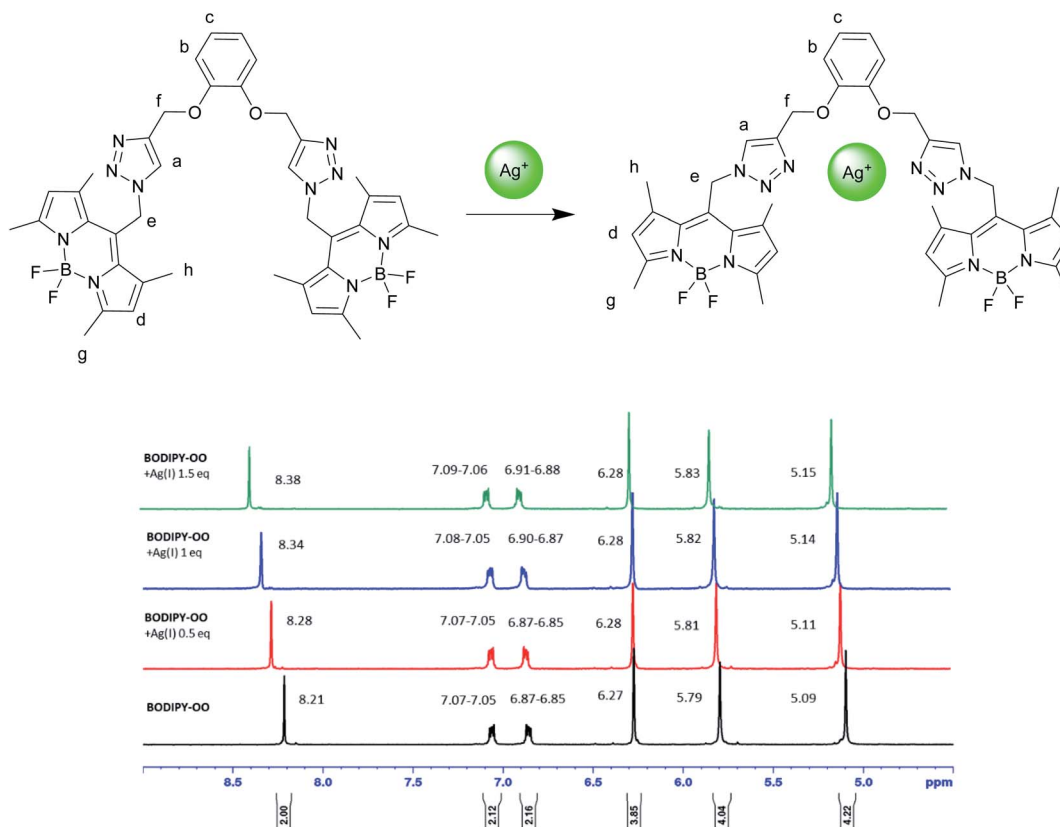 c
c
b
b
f
O
O
f
O
O
N
N
N
a
N
N
N
Ag⁺
a
N
N
N
Ag⁺
N
N
N
h
e
e
h
d
N
N
B
F
F
N
N
B
F
F
d
g
g
N
N
B
F
F
N
N
B
F
F
BODIPY-OO
+Ag(I) 1.5 eq
8.38 7.09-7.06 6.91-6.88 6.28 5.83 5.15
BODIPY-OO
+Ag(I) 1 eq
8.34 7.08-7.05 6.90-6.87 6.28 5.82 5.14
BODIPY-OO
+Ag(I) 0.5 eq
8.28 7.07-7.05 6.87-6.85 6.28 5.81 5.11
BODIPY-OO
8.21 7.07-7.05 6.87-6.85 6.27 5.79 5.09
8.5 8.0 7.5 7.0 6.5 6.0 5.5 5.0 ppm
2.00 2.12 2.16 3.85 4.04 4.22